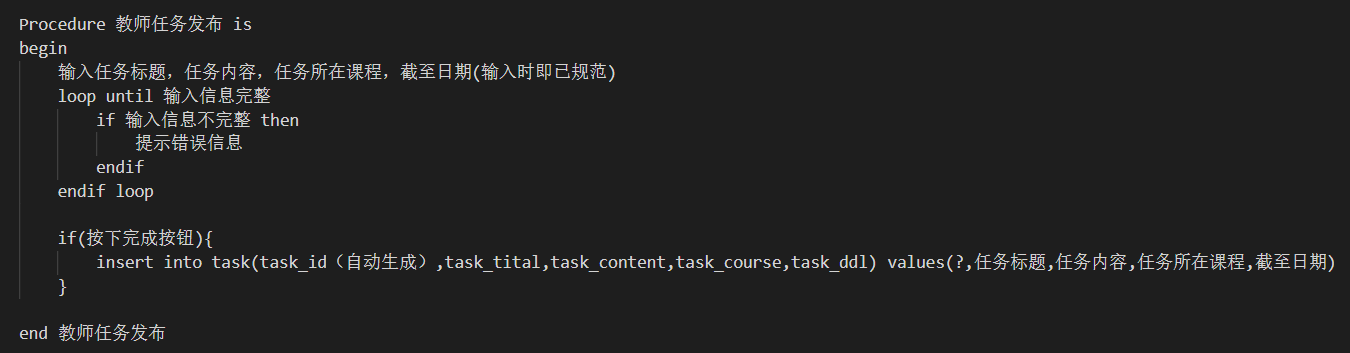 Procedure 教师任务发布 is
begin
输入任务标题，任务内容，任务所在课程，截至日期(输入时即已规范)
loop until 输入信息完整
if 输入信息不完整 then
提示错误信息
endif
endif loop
if(按下完成按钮){
insert into task(task_id（自动生成）,task_tital,task_content,task_course,task_ddl) values(?,任务标题,任务内容,任务所在课程,截至日期)
}
end 教师任务发布